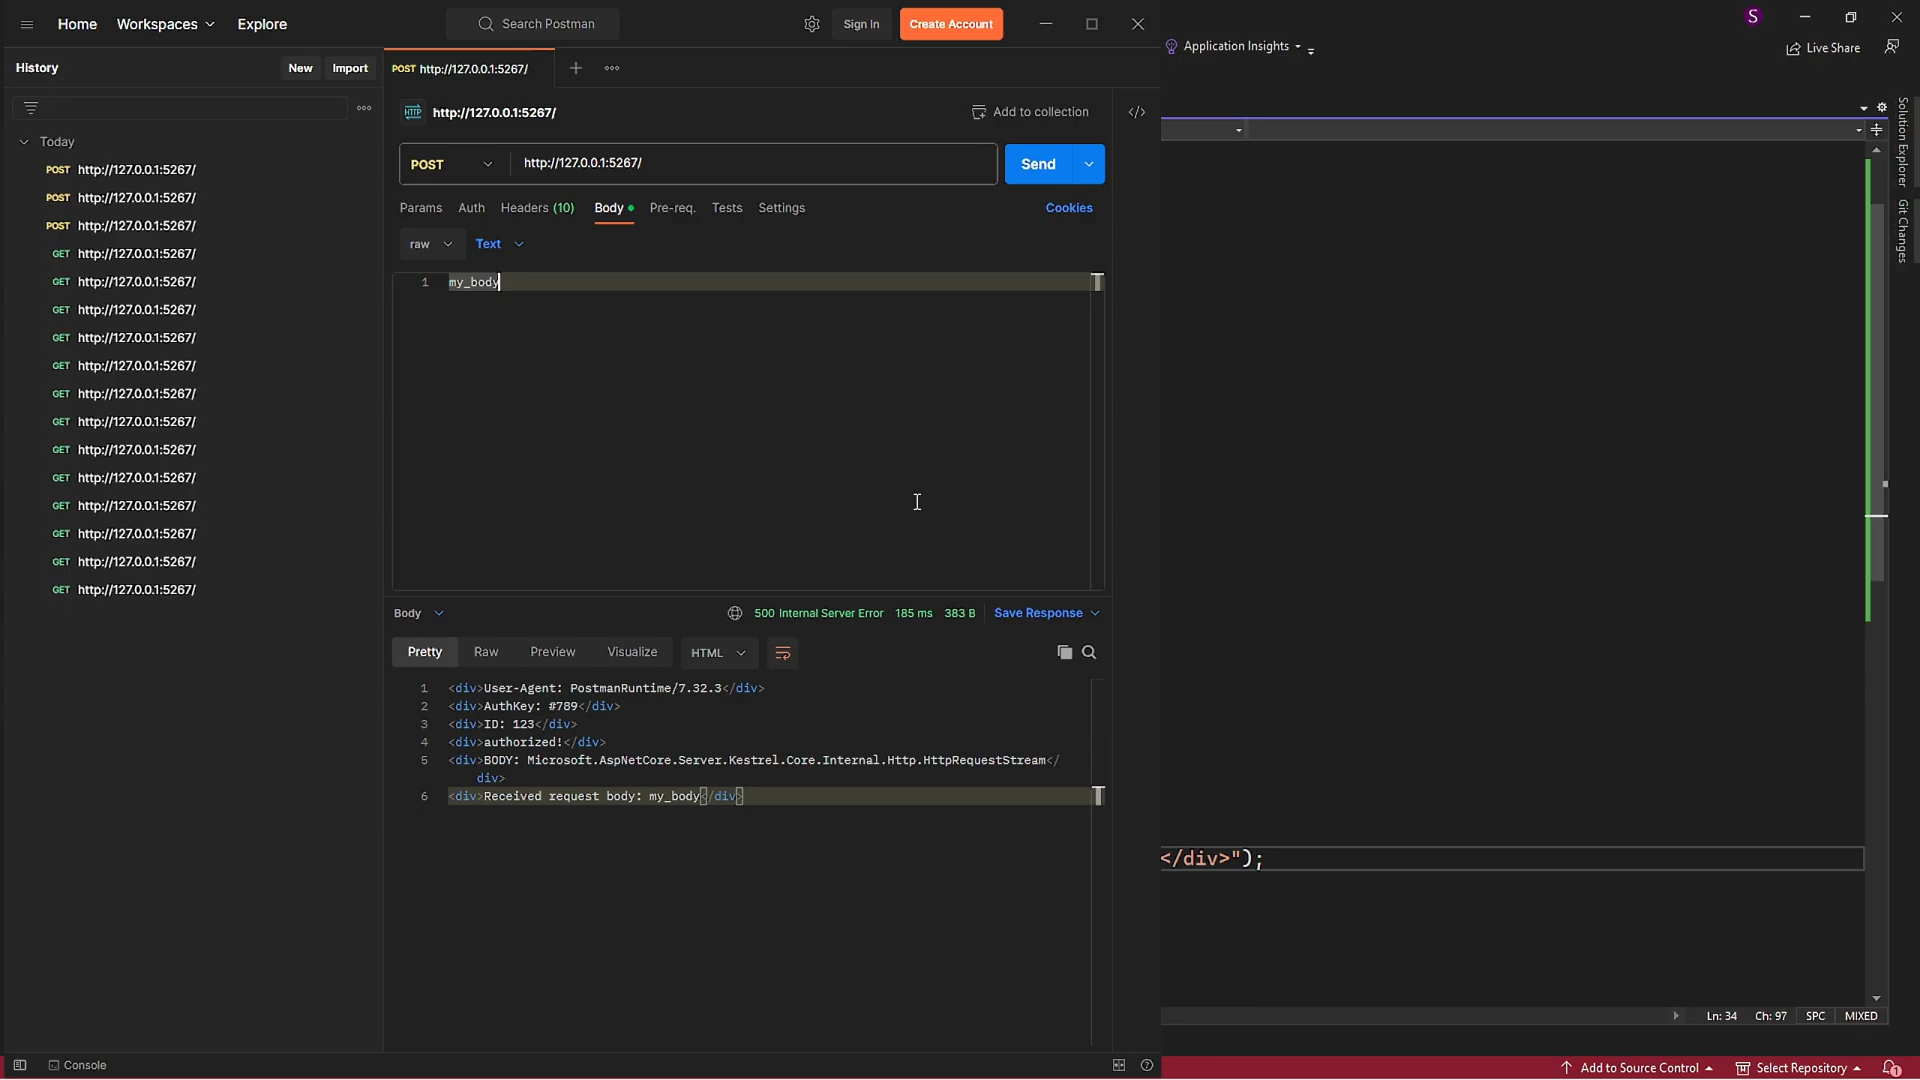 Home Workspaces Explore Search Postman Sign In Create Account S
Application Insights Live Share
History New Import POST http://127.0.0.1:5267/
HTTP http://127.0.0.1:5267/ Add to collection </>
Today
POST http://127.0.0.1:5267/ Send
POST http://127.0.0.1:5267/
POST http://127.0.0.1:5267/
POST http://127.0.0.1:5267/
GET http://127.0.0.1:5267/
GET http://127.0.0.1:5267/
GET http://127.0.0.1:5267/
GET http://127.0.0.1:5267/
GET http://127.0.0.1:5267/
GET http://127.0.0.1:5267/
GET http://127.0.0.1:5267/
GET http://127.0.0.1:5267/
GET http://127.0.0.1:5267/
GET http://127.0.0.1:5267/
GET http://127.0.0.1:5267/
GET http://127.0.0.1:5267/
GET http://127.0.0.1:5267/
Params Auth Headers (10) Body Pre-req. Tests Settings Cookies
raw Text
1 my_body
Body 500 Internal Server Error 185 ms 383 B Save Response
Pretty Raw Preview Visualize HTML
1 <div>User-Agent: PostmanRuntime/7.32.3</div>
2 <div>AuthKey: #789</div>
3 <div>ID: 123</div>
4 <div>authorized!</div>
5 <div>BODY: Microsoft.AspNetCore.Server.Kestrel.Core.Internal.Http.HttpRequestStream</
div>
6 <div>Received request body: my_body</div>
Console
Solution Explorer
Git Changes
</div>");
Ln: 34 Ch: 97 SPC MIXED
Add to Source Control Select Repository 1